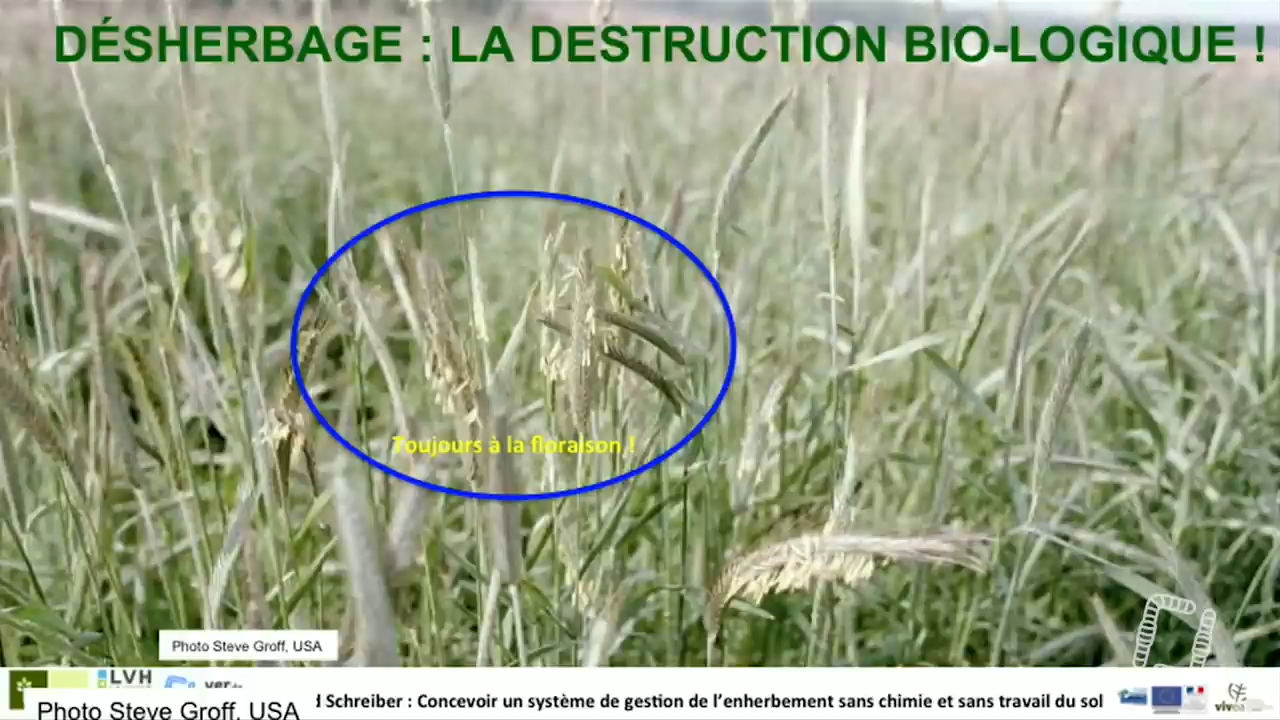 DÉSHERBAGE : LA DESTRUCTION BIO-LOGIQUE !
Toujours à la floraison !
Photo Steve Groff, USA
LVH
Schreiber : Concevoir un système de gestion de l'enherbement sans chimie et sans travail du sol
Photo Steve Groff, USA